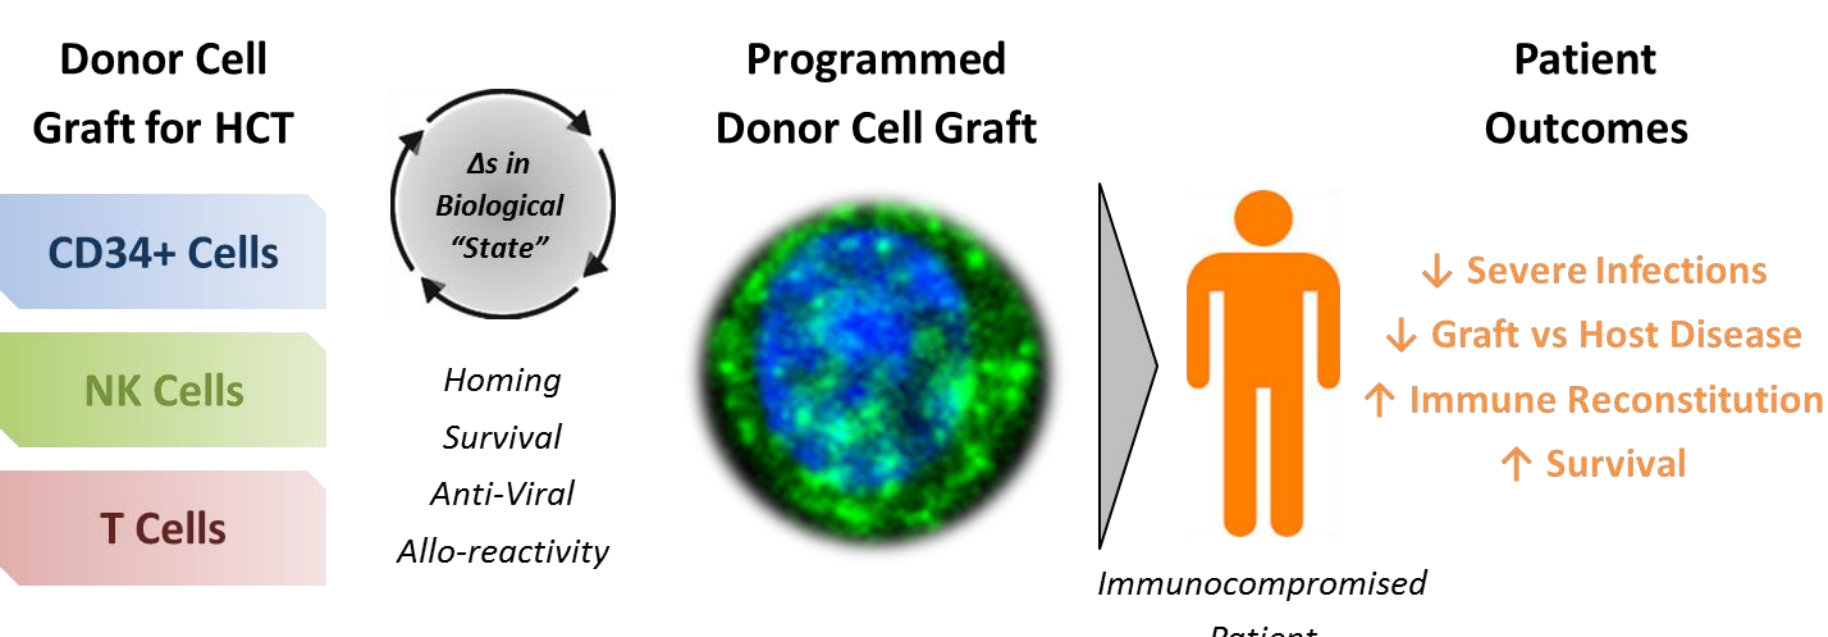 Donor Cell
Graft for HCT
CD34+ Cells
NK Cells
T Cells
Δs in
Biological
“State”
Homing
Survival
Anti-Viral
Allo-reactivity
Programmed
Donor Cell Graft
Immunocompromised
Patient
Patient
Outcomes
↓ Severe Infections
↓ Graft vs Host Disease
↑ Immune Reconstitution
↑ Survival